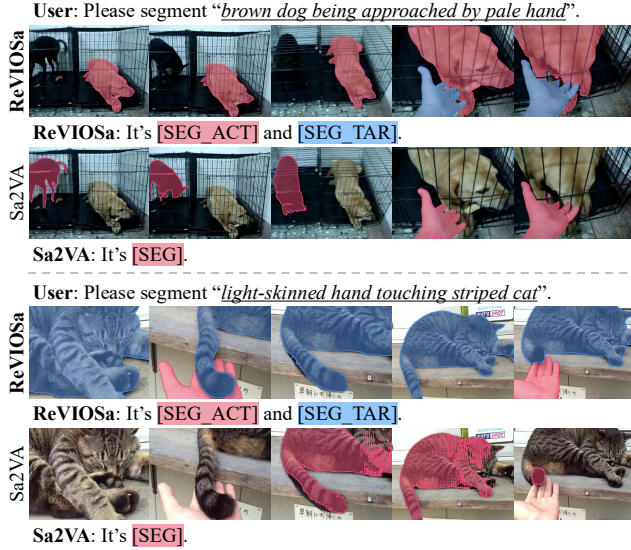 User: Please segment “brown dog being approached by pale hand”.
ReVIOSa
ReVIOSa: It’s [SEG_ACT] and [SEG_TAR].
Sa2VA
Sa2VA: It’s [SEG].
User: Please segment “light-skinned hand touching striped cat”.
ReVIOSa
ReVIOSa: It’s [SEG_ACT] and [SEG_TAR].
Sa2VA
Sa2VA: It’s [SEG].